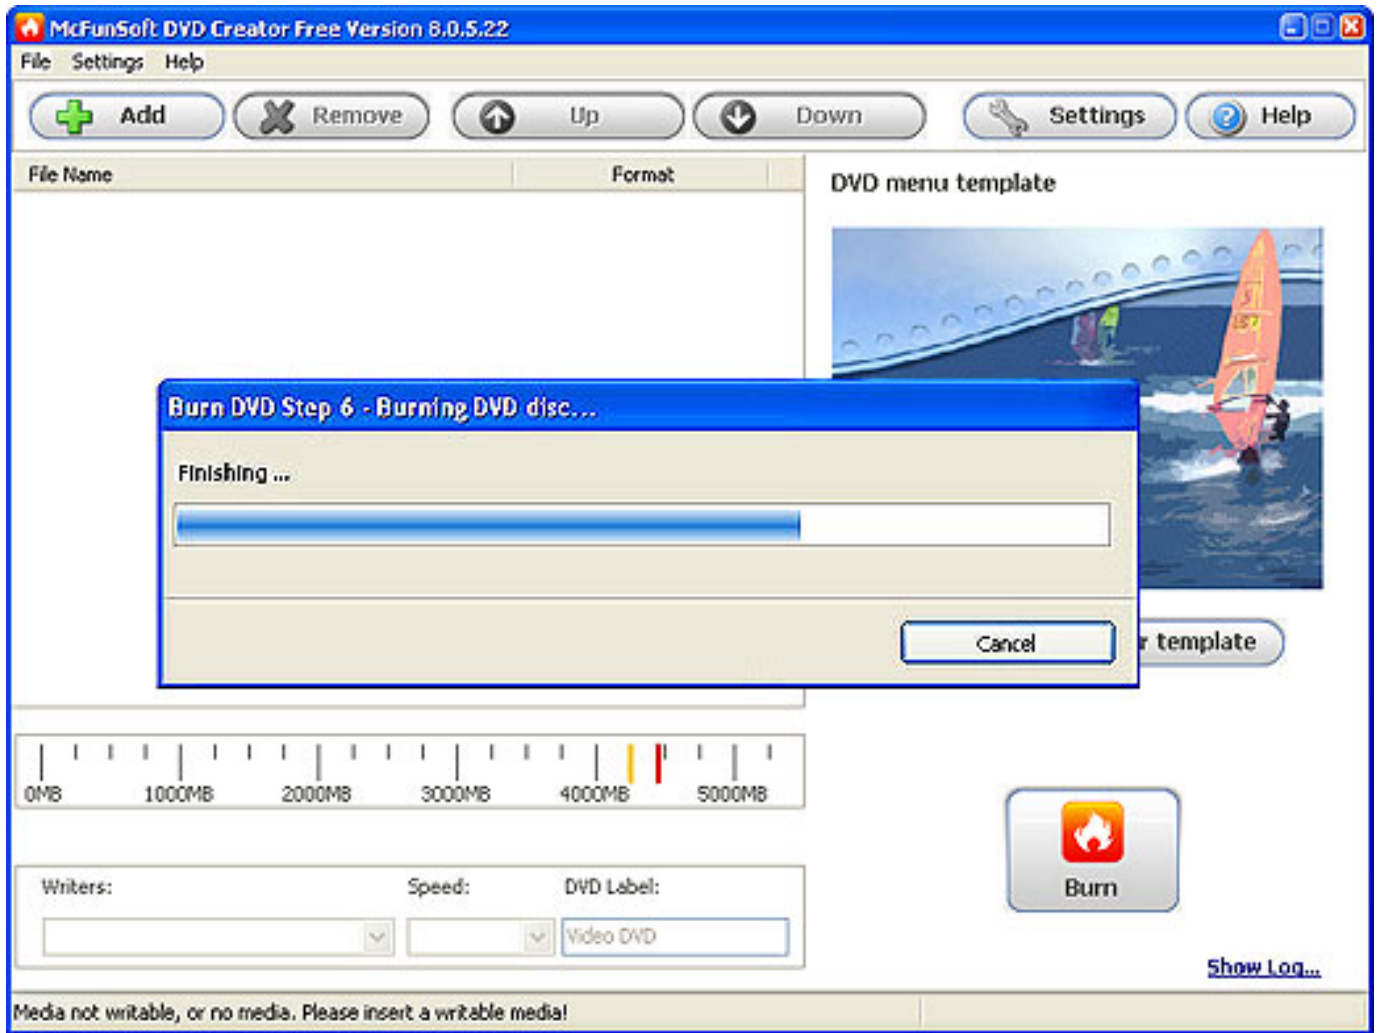 McFunSoft DVD Creator Free Version 8.0.5.22
File Settings Help
Add Remove Up Down Settings Help
File Name Format
DVD menu template
Burn DVD Step 6 - Burning DVD disc...
Finishing ...
Cancel
r template
0MB 1000MB 2000MB 3000MB 4000MB 5000MB
Writers: Speed: DVD Label:
Video DVD
Burn
Show Log...
Media not writable, or no media. Please insert a writable media!